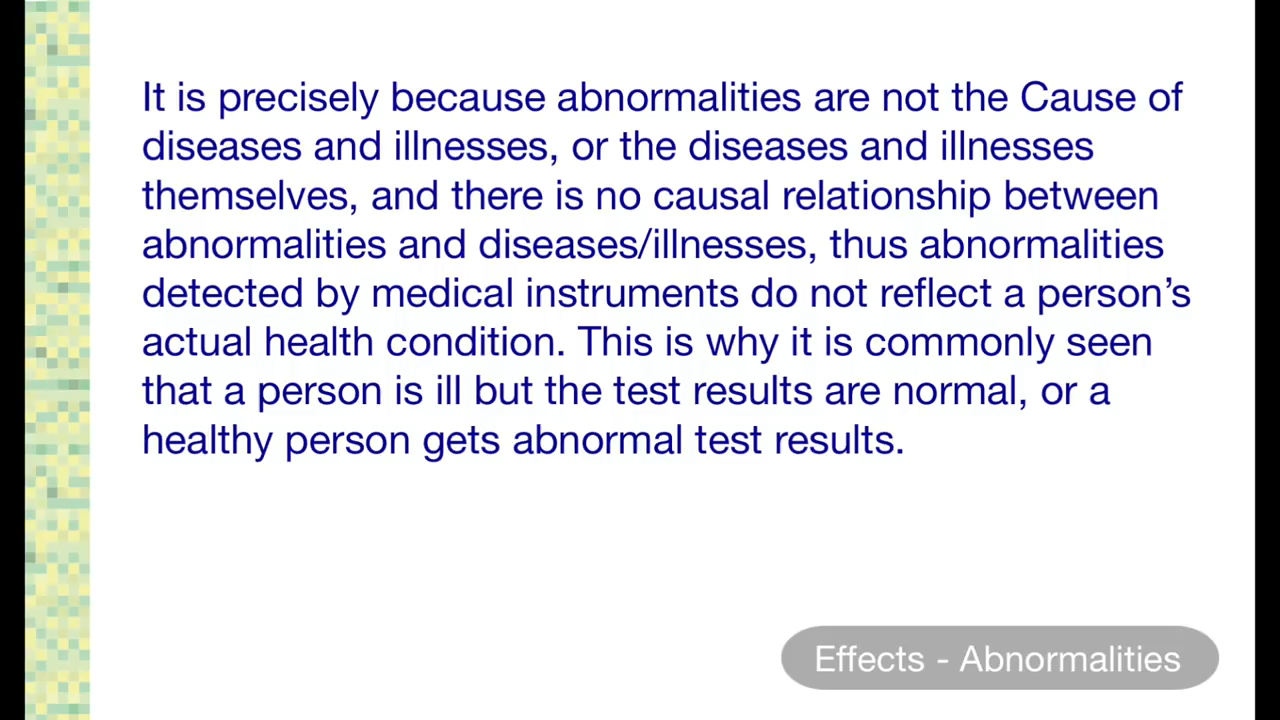 It is precisely because abnormalities are not the Cause of
diseases and illnesses, or the diseases and illnesses
themselves, and there is no causal relationship between
abnormalities and diseases/illnesses, thus abnormalities
detected by medical instruments do not reflect a person’s
actual health condition. This is why it is commonly seen
that a person is ill but the test results are normal, or a
healthy person gets abnormal test results.
Effects - Abnormalities